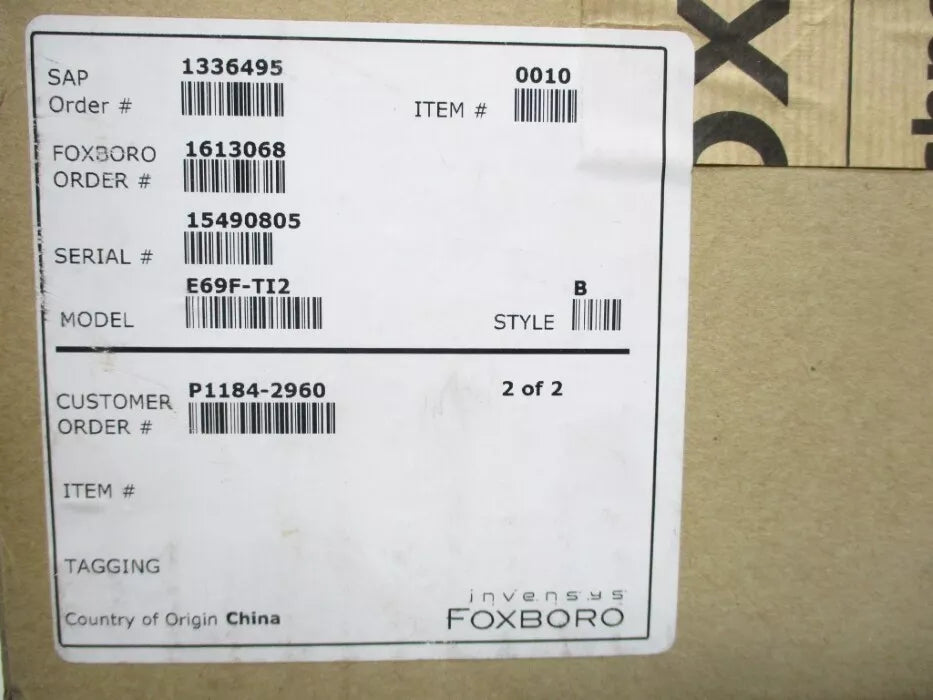 SAP 1336495
Order # ITEM # 0010
FOXBORO 1613068
ORDER #
15490805
SERIAL #
E69F-TI2 B
MODEL STYLE
CUSTOMER P1184-2960 2 of 2
ORDER #
ITEM #
TAGGING
invensys
Country of Origin China FOXBORO
OX